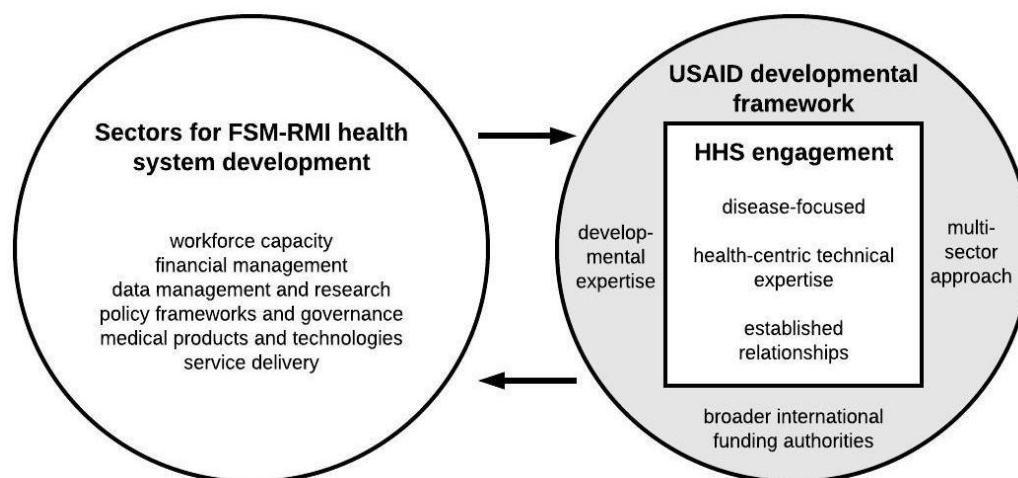 Sectors for FSM-RMI health
system development
workforce capacity
financial management
data management and research
policy frameworks and governance
medical products and technologies
service delivery
USAID developmental
framework
HHS engagement
disease-focused
health-centric technical
expertise
established
relationships
develop-
mental
expertise
multi-
sector
approach
broader international
funding authorities